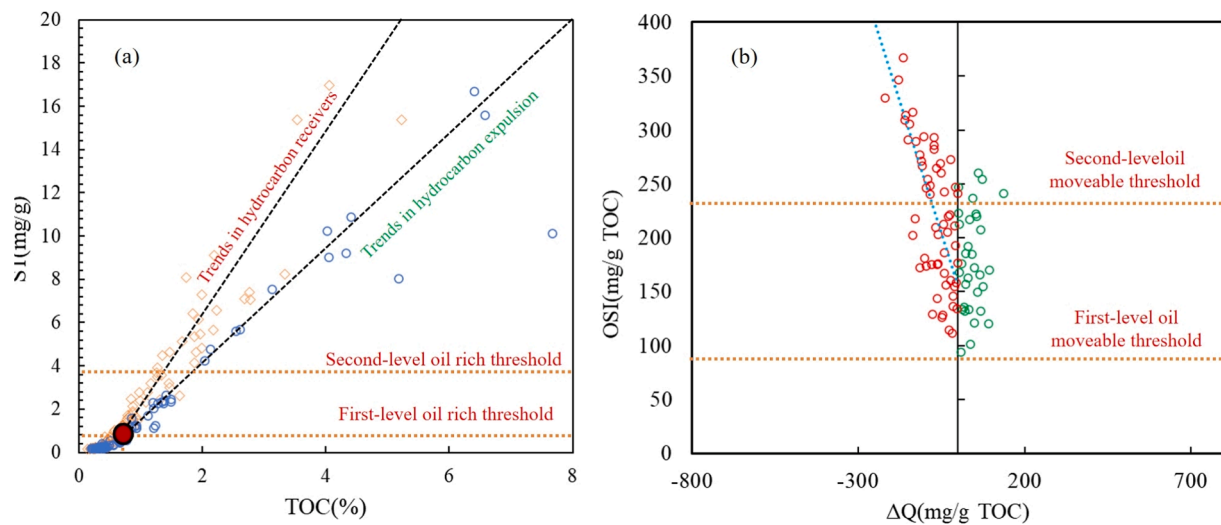 (a)
Trends in hydrocarbon receivers
Trends in hydrocarbon expulsion
Second-level oil rich threshold
First-level oil rich threshold
20
18
16
14
12
10
8
6
4
2
0
S1(mg/g)
0
2
4
6
8
TOC(%)
(b)
Second-leveloil
moveable threshold
First-level oil
moveable threshold
400
350
300
250
200
150
100
50
0
OSI(mg/g TOC)
-800
-300
200
700
ΔQ(mg/g TOC)